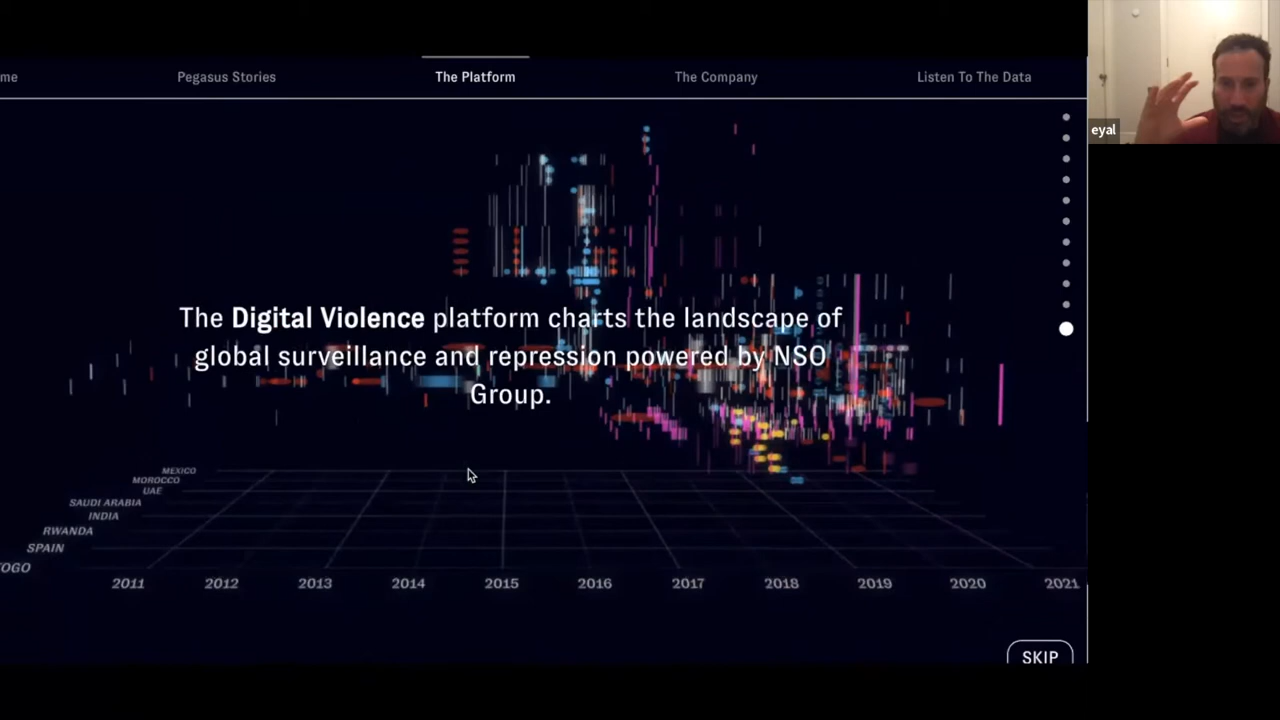 me
Pegasus Stories
The Platform
The Company
Listen To The Data
eyal
The Digital Violence platform charts the landscape of
global surveillance and repression powered by NSO
Group.
MEXICO
MOROCCO
UAE
SAUDI ARABIA
INDIA
RWANDA
SPAIN
OGO
2011 2012 2013 2014 2015 2016 2017 2018 2019 2020 2021
SKIP